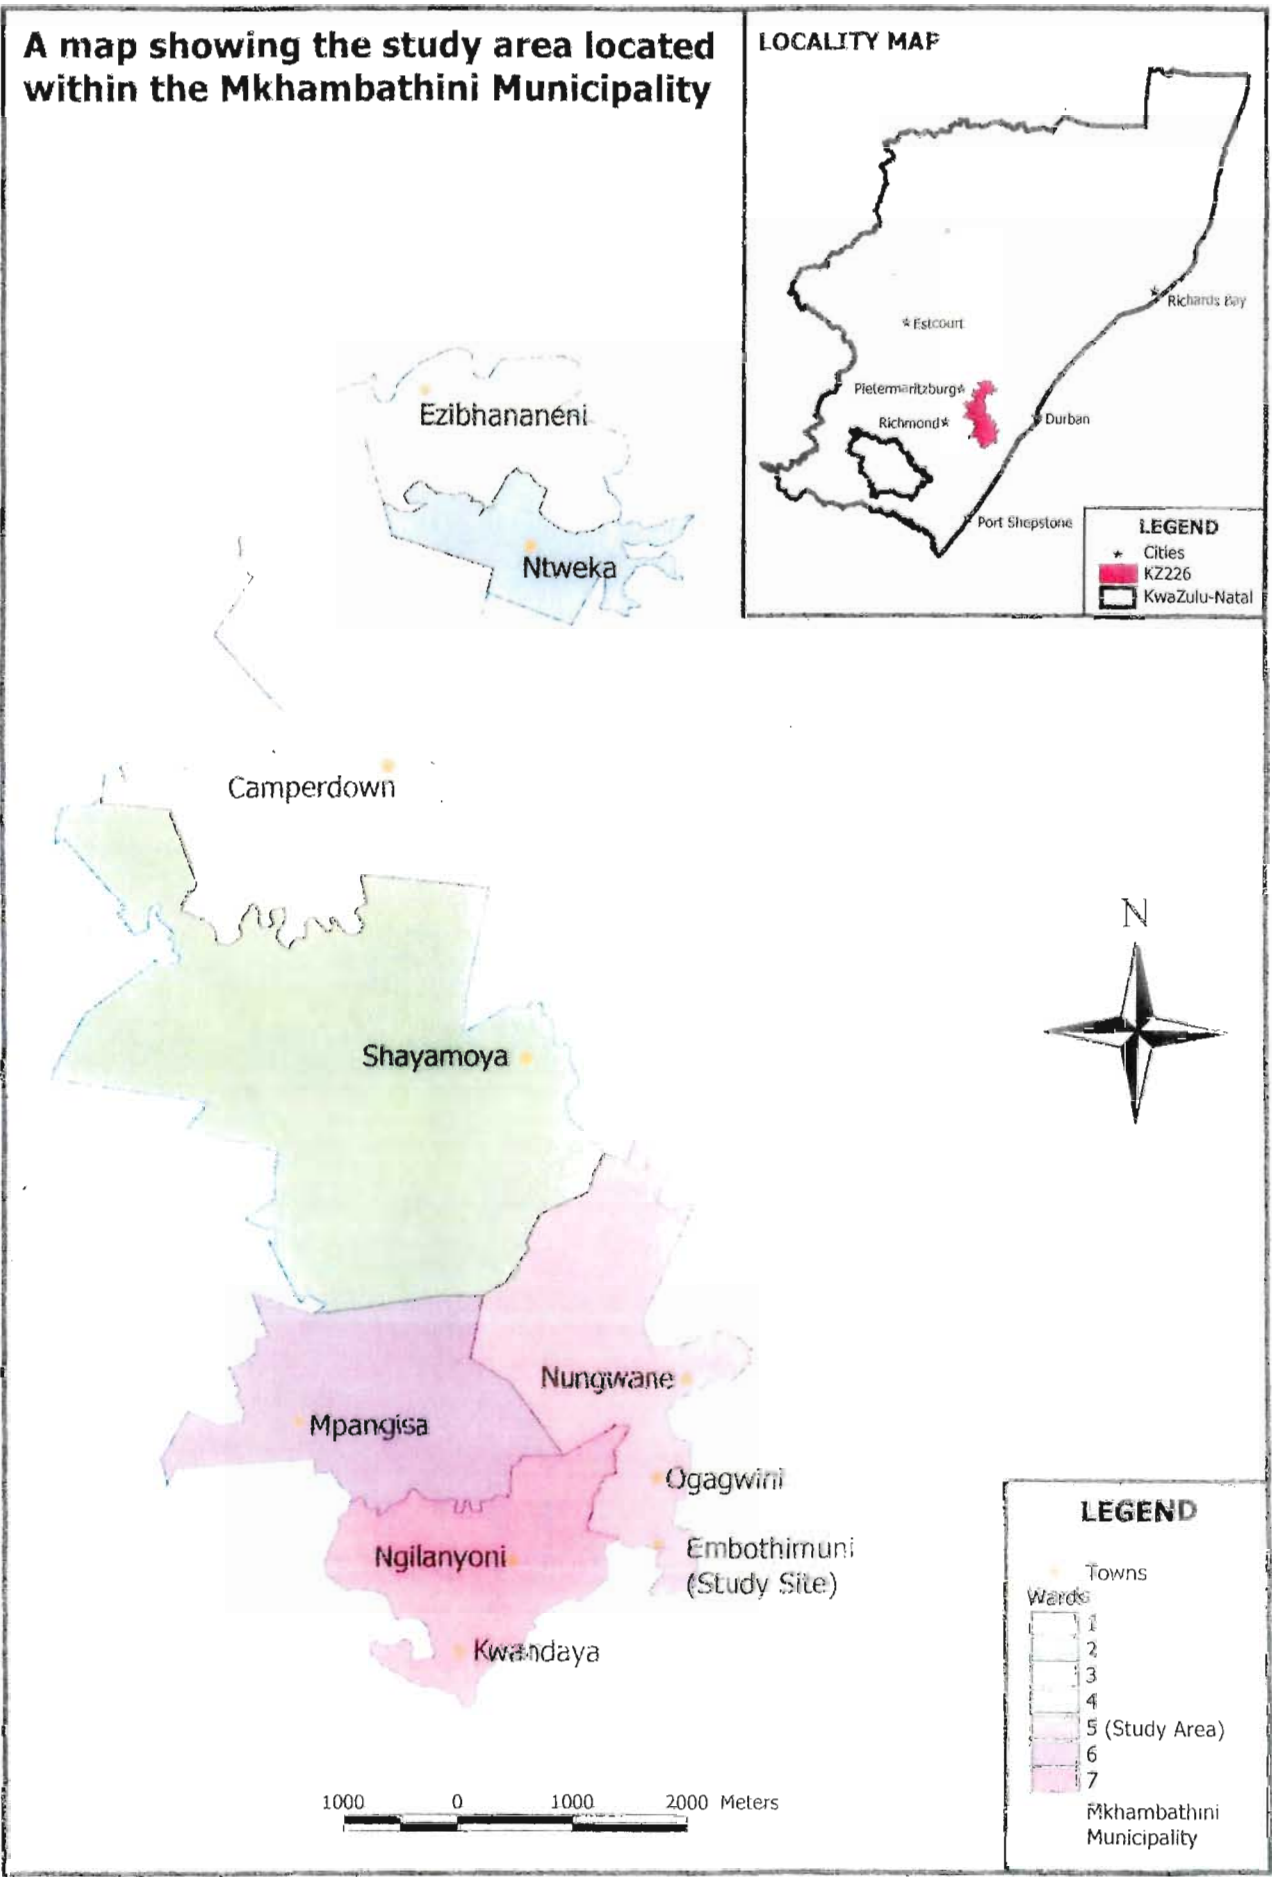 A map showing the study area located
within the Mkhambathini Municipality
LOCALITY MAP
Richards Bay
Estcourt
Pietermaritzburg
Richmond
Durban
Port Shepstone
LEGEND
Cities
KZ226
KwaZulu-Natal
Ezibhananéni
Ntweka
Camperdown
N
Shayamoya
Nungwane
Mpangisa
Ogagwini
Embothimuni
(Study Site)
Ngilanyoni
Kwandaya
LEGEND
Towns
Wards
1
2
3
4
5 (Study Area)
6
7
Mkhambathini
Municipality
1000 0 1000 2000 Meters